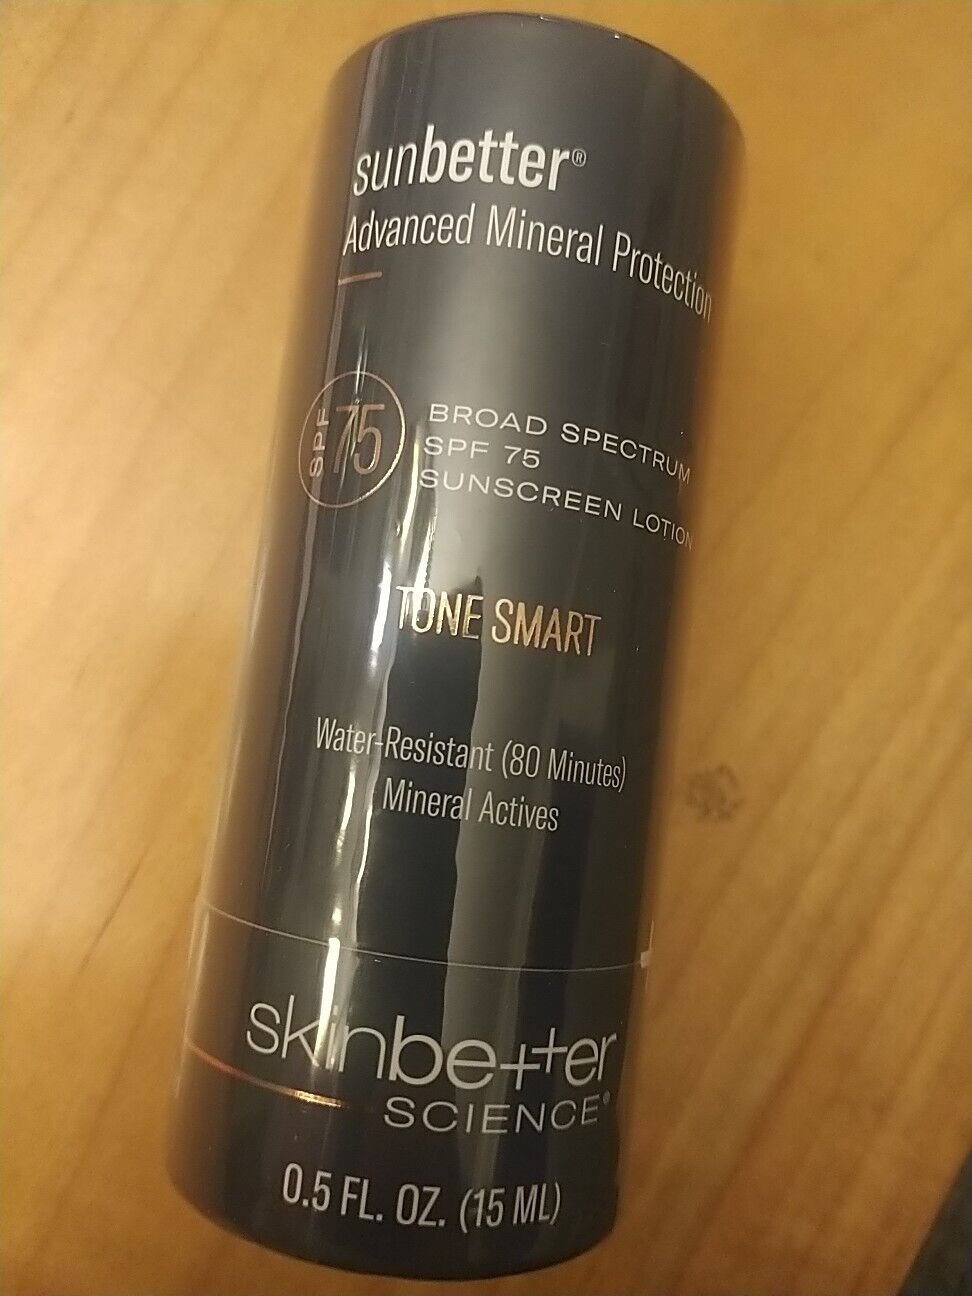 sunbetter®
Advanced Mineral Protection
SPF 75
BROAD SPECTRUM
SPF 75
SUNSCREEN LOTION
TONE SMART
Water-Resistant (80 Minutes)
Mineral Actives
skinbetter
SCIENCE®
0.5 FL. OZ. (15 ML)